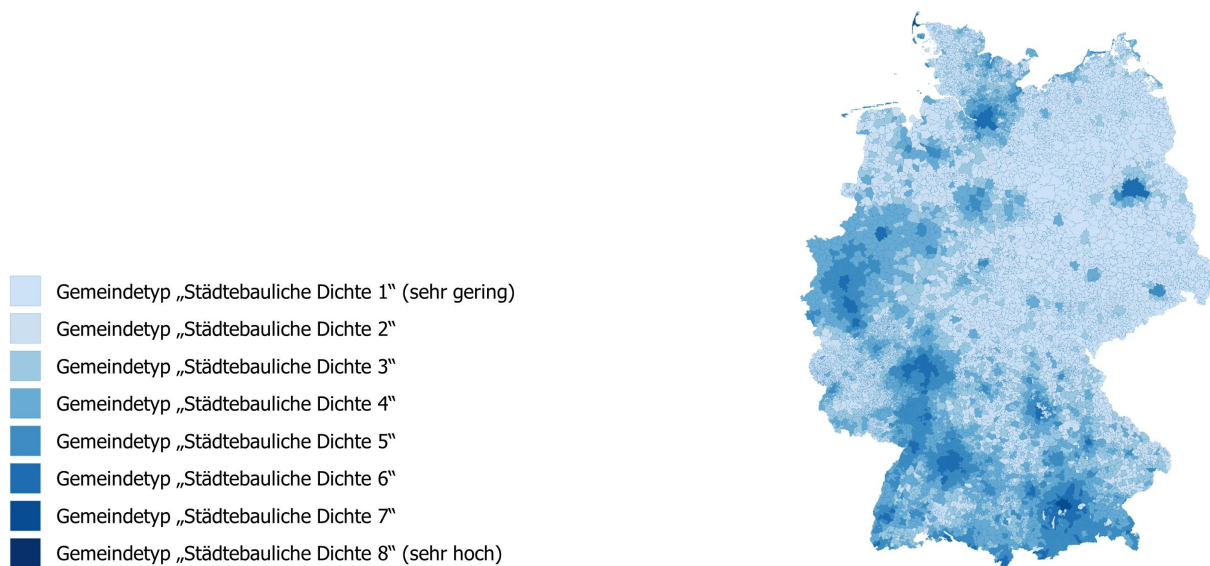 Gemeindetyp „Städtebauliche Dichte 1“ (sehr gering)
Gemeindetyp „Städtebauliche Dichte 2“
Gemeindetyp „Städtebauliche Dichte 3“
Gemeindetyp „Städtebauliche Dichte 4“
Gemeindetyp „Städtebauliche Dichte 5“
Gemeindetyp „Städtebauliche Dichte 6“
Gemeindetyp „Städtebauliche Dichte 7“
Gemeindetyp „Städtebauliche Dichte 8“ (sehr hoch)